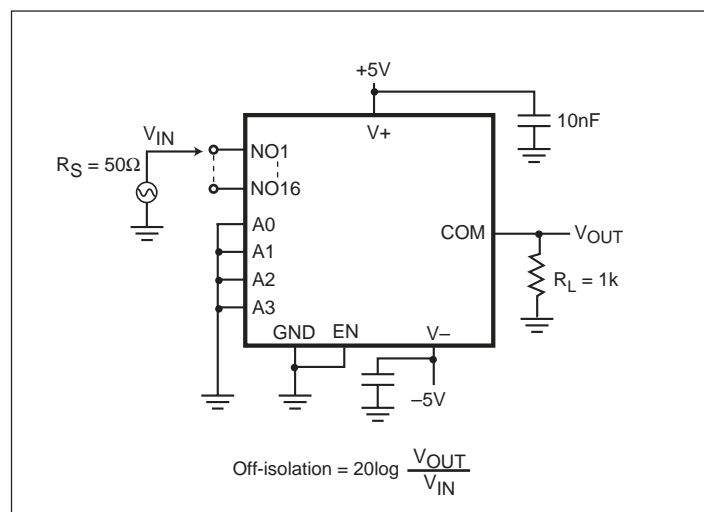 +5V
V+
10nF
VIN
RS = 50Ω
NO1
NO16
A0
COM
VOUT
A1
A2
RL = 1k
A3
GND
EN
V–
–5V
Off-isolation = 20log VOUT
VIN